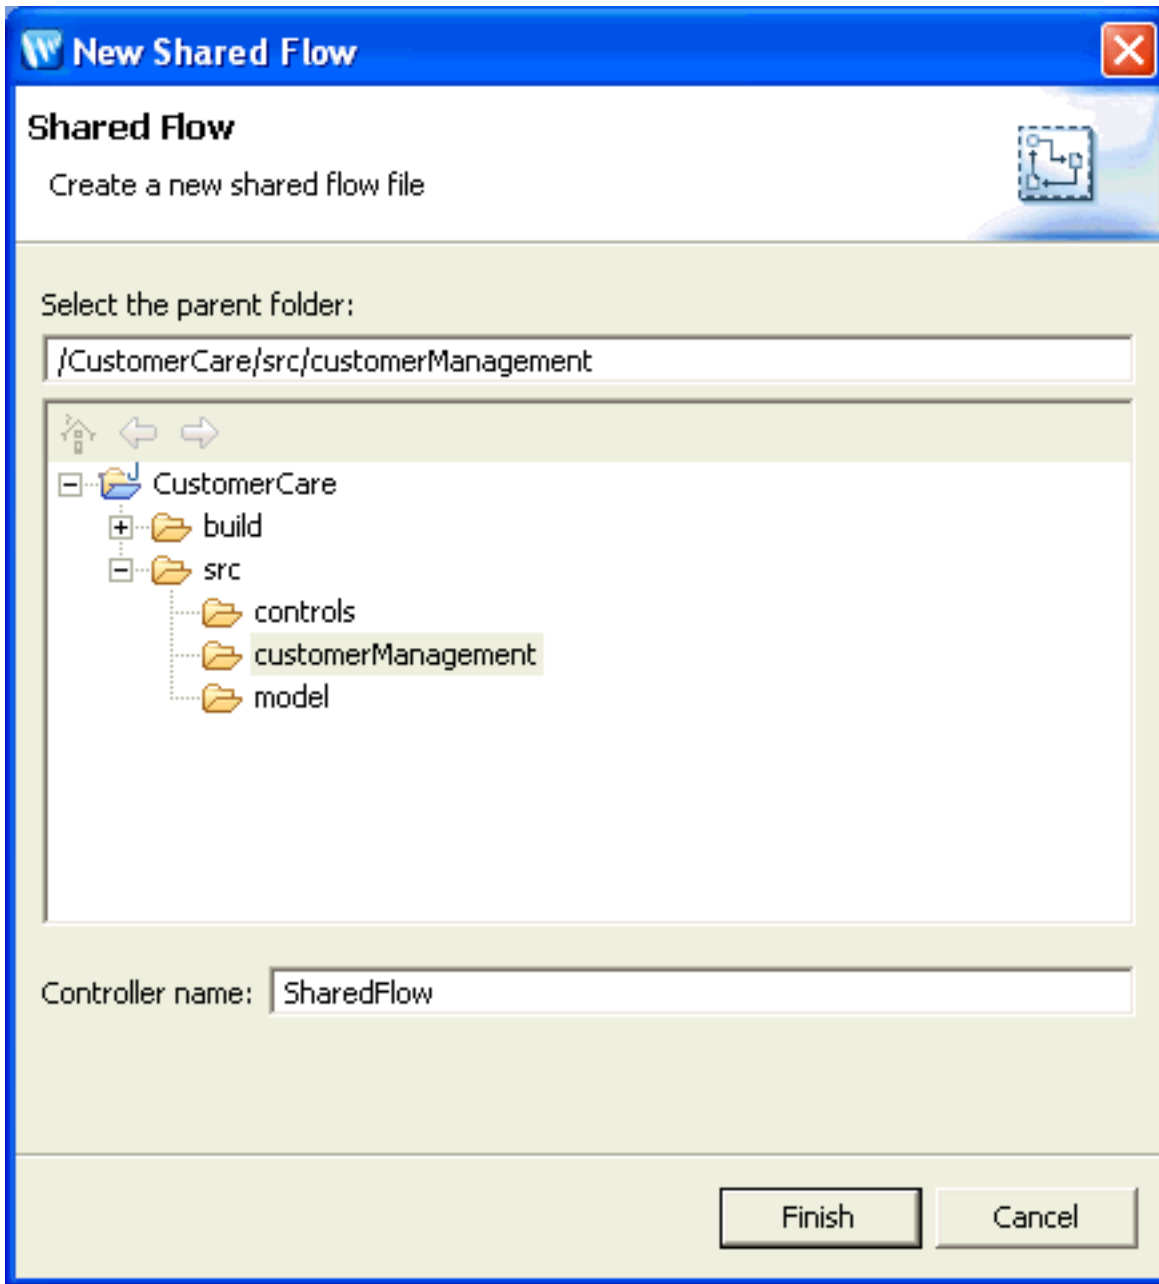 New Shared Flow
Shared Flow
Create a new shared flow file
Select the parent folder:
/CustomerCare/src/customerManagement
CustomerCare
build
src
controls
customerManagement
model
Controller name: SharedFlow
Finish Cancel